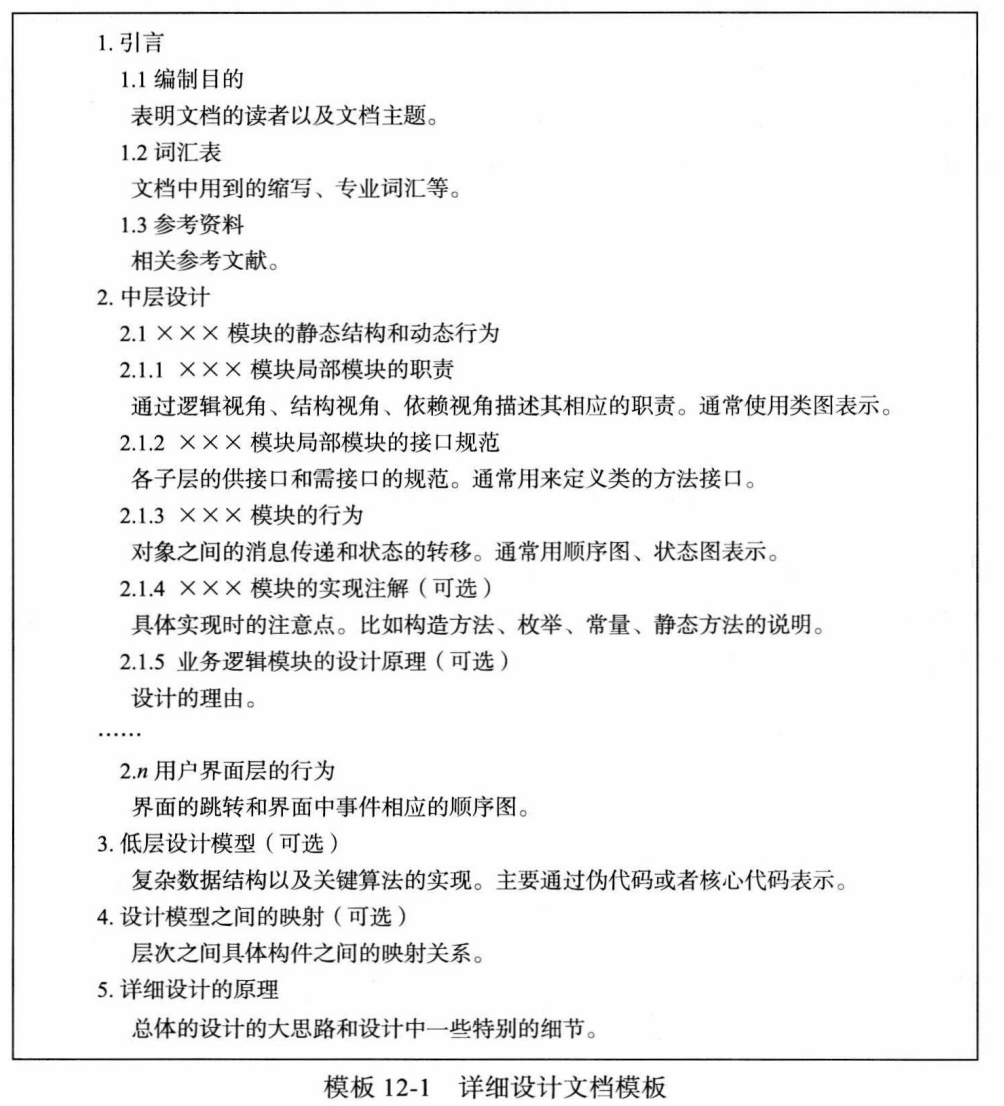 1. 引言
1.1 编制目的
表明文档的读者以及文档主题。
1.2 词汇表
文档中用到的缩写、专业词汇等。
1.3 参考资料
相关参考文献。
2. 中层设计
2.1 ××× 模块的静态结构和动态行为
2.1.1 ××× 模块局部模块的职责
通过逻辑视角、结构视角、依赖视角描述其相应的职责。通常使用类图表示。
2.1.2 ××× 模块局部模块的接口规范
各子层的供接口和需接口的规范。通常用来定义类的方法接口。
2.1.3 ××× 模块的行为
对象之间的消息传递和状态的转移。通常用顺序图、状态图表示。
2.1.4 ××× 模块的实现注解（可选）
具体实现时的注意点。比如构造方法、枚举、常量、静态方法的说明。
2.1.5 业务逻辑模块的设计原理（可选）
设计的理由。
……
2.n 用户界面层的行为
界面的跳转和界面中事件相应的顺序图。
3. 低层设计模型（可选）
复杂数据结构以及关键算法的实现。主要通过伪代码或者核心代码表示。
4. 设计模型之间的映射（可选）
层次之间具体构件之间的映射关系。
5. 详细设计的原理
总体的设计的大思路和设计中一些特别的细节。
模板 12-1 详细设计文档模板